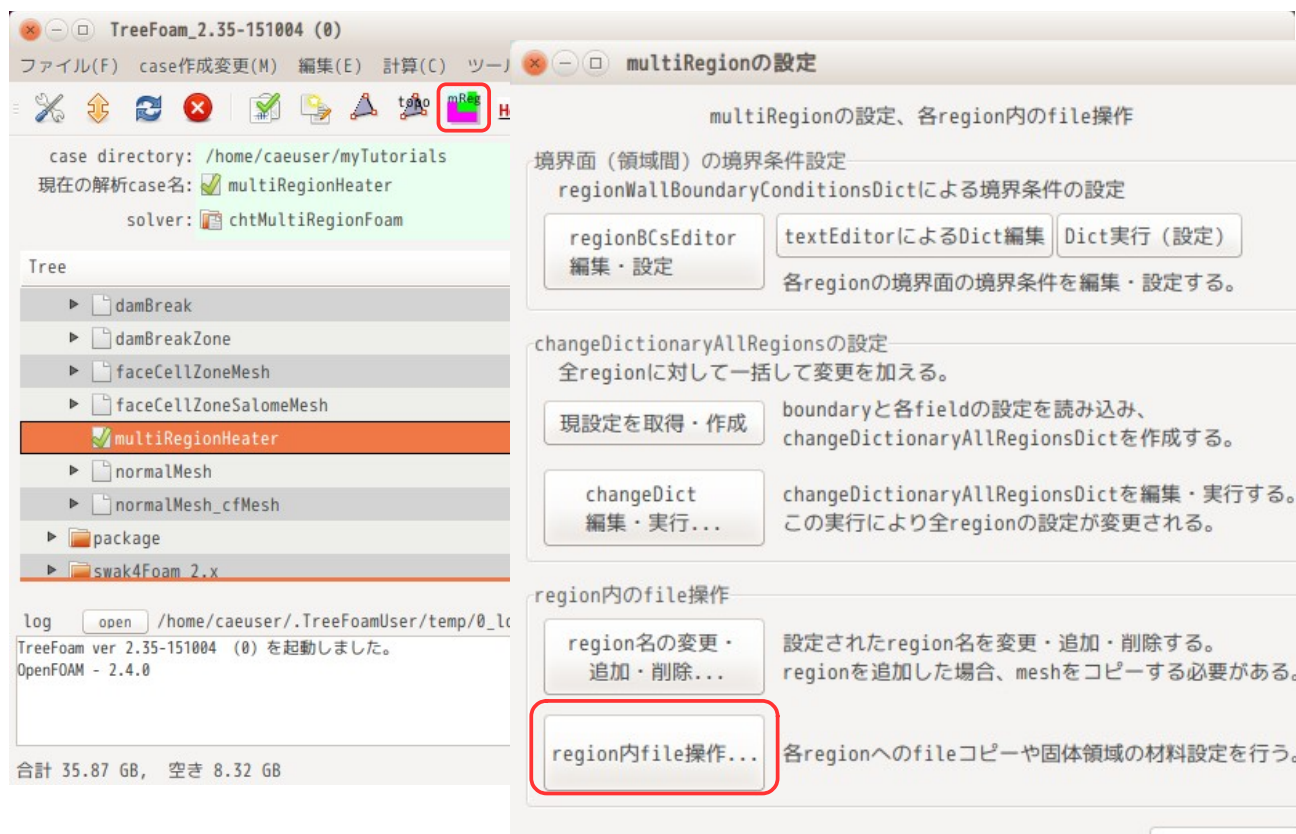 TreeFoam_2.35-151004 (0)
ファイル(F) case作成変更(M) 編集(E) 計算(C)
topo
mReg
case directory: /home/caeuser/myTutorials
現在の解析case名: multiRegionHeater
solver: chtMultiRegionFoam
Tree
damBreak
damBreakZone
faceCellZoneMesh
faceCellZoneSalomeMesh
multiRegionHeater
normalMesh
normalMesh_cfMesh
package
swak4Foam_2.x
log open /home/caeuser/.TreeFoamUser/temp/0_lo
TreeFoam ver 2.35-151004 (0) を起動しました。
OpenFOAM - 2.4.0
合計 35.87 GB, 空き 8.32 GB
multiRegionの設定
multiRegionの設定、各region内のfile操作
境界面（領域間）の境界条件設定
regionWallBoundaryConditionsDictによる境界条件の設定
regionBCsEditor
編集・設定
textEditorによるDict編集 Dict実行（設定）
各regionの境界面の境界条件を編集・設定する。
changeDictionaryAllRegionsの設定
全regionに対して一括して変更を加える。
現設定を取得・作成
boundaryと各fieldの設定を読み込み、
changeDictionaryAllRegionsDictを作成する。
changeDict
編集・実行...
changeDictionaryAllRegionsDictを編集・実行する。
この実行により全regionの設定が変更される。
region内のfile操作
region名の変更・
追加・削除...
設定されたregion名を変更・追加・削除する。
regionを追加した場合、meshをコピーする必要がある。
region内file操作...
各regionへのfileコピーや固体領域の材料設定を行う。